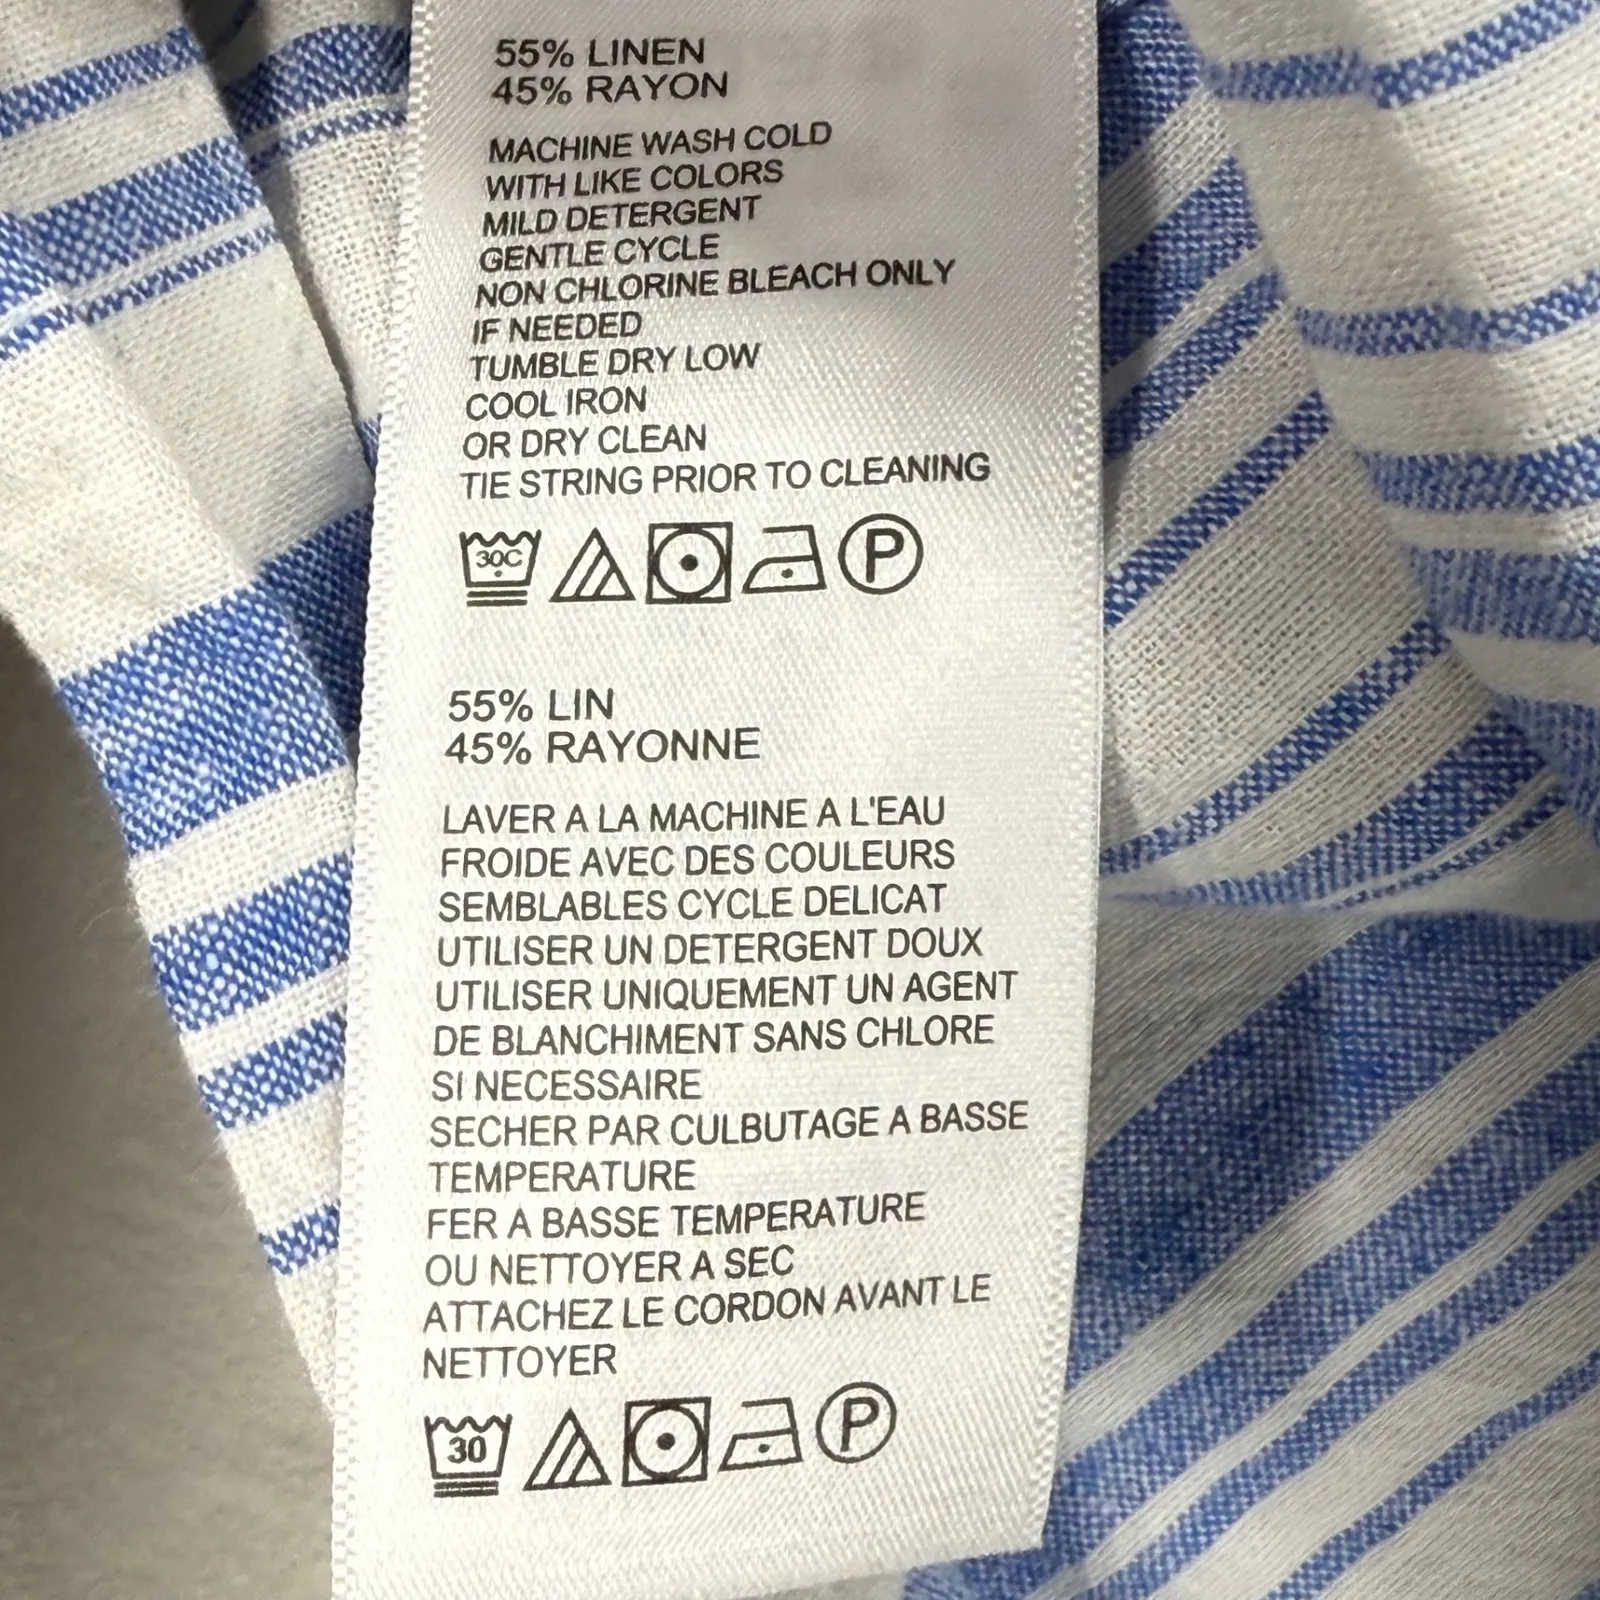 55% LINEN
45% RAYON
MACHINE WASH COLD
WITH LIKE COLORS
MILD DETERGENT
GENTLE CYCLE
NON CHLORINE BLEACH ONLY
IF NEEDED
TUMBLE DRY LOW
COOL IRON
OR DRY CLEAN
TIE STRING PRIOR TO CLEANING
30C P
55% LIN
45% RAYONNE
LAVER A LA MACHINE A L'EAU
FROIDE AVEC DES COULEURS
SEMBLABLES CYCLE DELICAT
UTILISER UN DETERGENT DOUX
UTILISER UNIQUEMENT UN AGENT
DE BLANCHIMENT SANS CHLORE
SI NECESSAIRE
SECHER PAR CULBUTAGE A BASSE
TEMPERATURE
FER A BASSE TEMPERATURE
OU NETTOYER A SEC
ATTACHEZ LE CORDON AVANT LE
NETTOYER
30 P